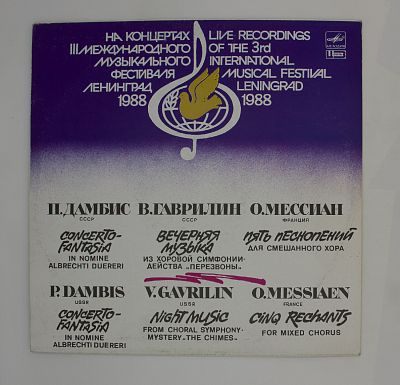 НА КОНЦЕРТАХ
III МЕЖДУНАРОДНОГО
МУЗЫКАЛЬНОГО
ФЕСТИВАЛЯ
ЛЕНИНГРАД
1988
LIVE RECORDINGS
OF THE 3rd
INTERNATIONAL
MUSICAL FESTIVAL
LENINGRAD
1988
П. ДАМБИС
СССР
CONCERTO-
FANTASIA
IN NOMINE
ALBRECHTI DUERERI
В. ГАВРИЛИН
СССР
ВЕЧЕРНЯЯ
МУЗЫКА
ИЗ ХОРОВОЙ СИМФОНИИ-
ДЕЙСТВА „ПЕРЕЗВОНЫ"
О. МЕССИАН
ФРАНЦИЯ
ПЯТЬ ПЕСНОПЕНИЙ
ДЛЯ СМЕШАННОГО ХОРА
P. DAMBIS
USSR
CONCERTO-
FANTASIA
IN NOMINE
ALBRECHTI DUERERI
V. GAVRILIN
USSR
NIGHT MUSIC
FROM CHORAL SYMPHONY-
MYSTERY „THE CHIMES"
O. MESSIAEN
FRANCE
CINQ RECHANTS
FOR MIXED CHORUS